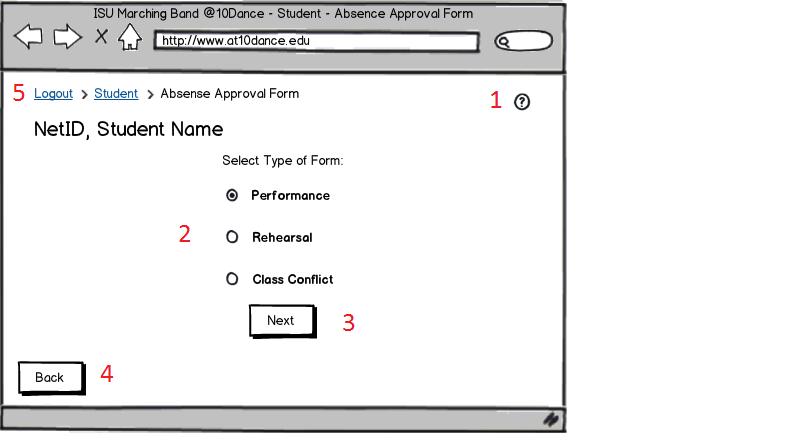 ISU Marching Band @10Dance - Student - Absence Approval Form
http://www.at10dance.edu
5 Logout > Student > Absense Approval Form
1 ?
NetID, Student Name
Select Type of Form:
Performance
2 Rehearsal
Class Conflict
Next 3
Back 4